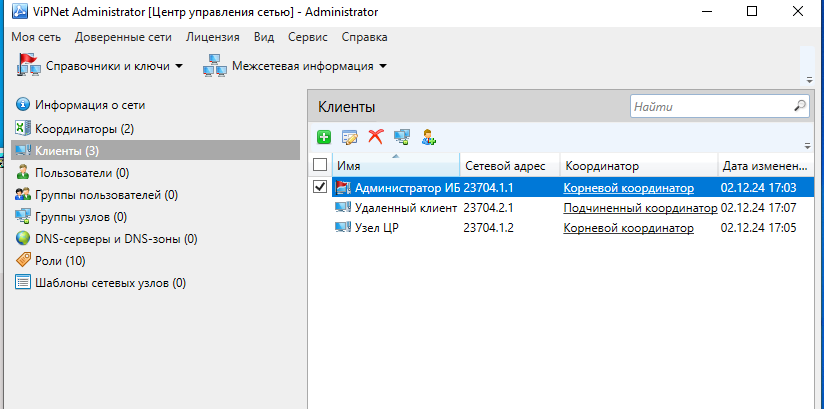 ViPNet Administrator [Центр управления сетью] - Administrator
Моя сеть Доверенные сети Лицензия Вид Сервис Справка
Справочники и ключи Межсетевая информация
Информация о сети
Координаторы (2)
Клиенты (3)
Пользователи (0)
Группы пользователей (0)
Группы узлов (0)
DNS-серверы и DNS-зоны (0)
Роли (10)
Шаблоны сетевых узлов (0)
Клиенты Найти
Имя Сетевой адрес Координатор Дата изменен...
Администратор ИБ 23704.1.1 Корневой координатор 02.12.24 17:03
Удаленный клиент 23704.2.1 Подчиненный координатор 02.12.24 17:07
Узел ЦР 23704.1.2 Корневой координатор 02.12.24 17:05